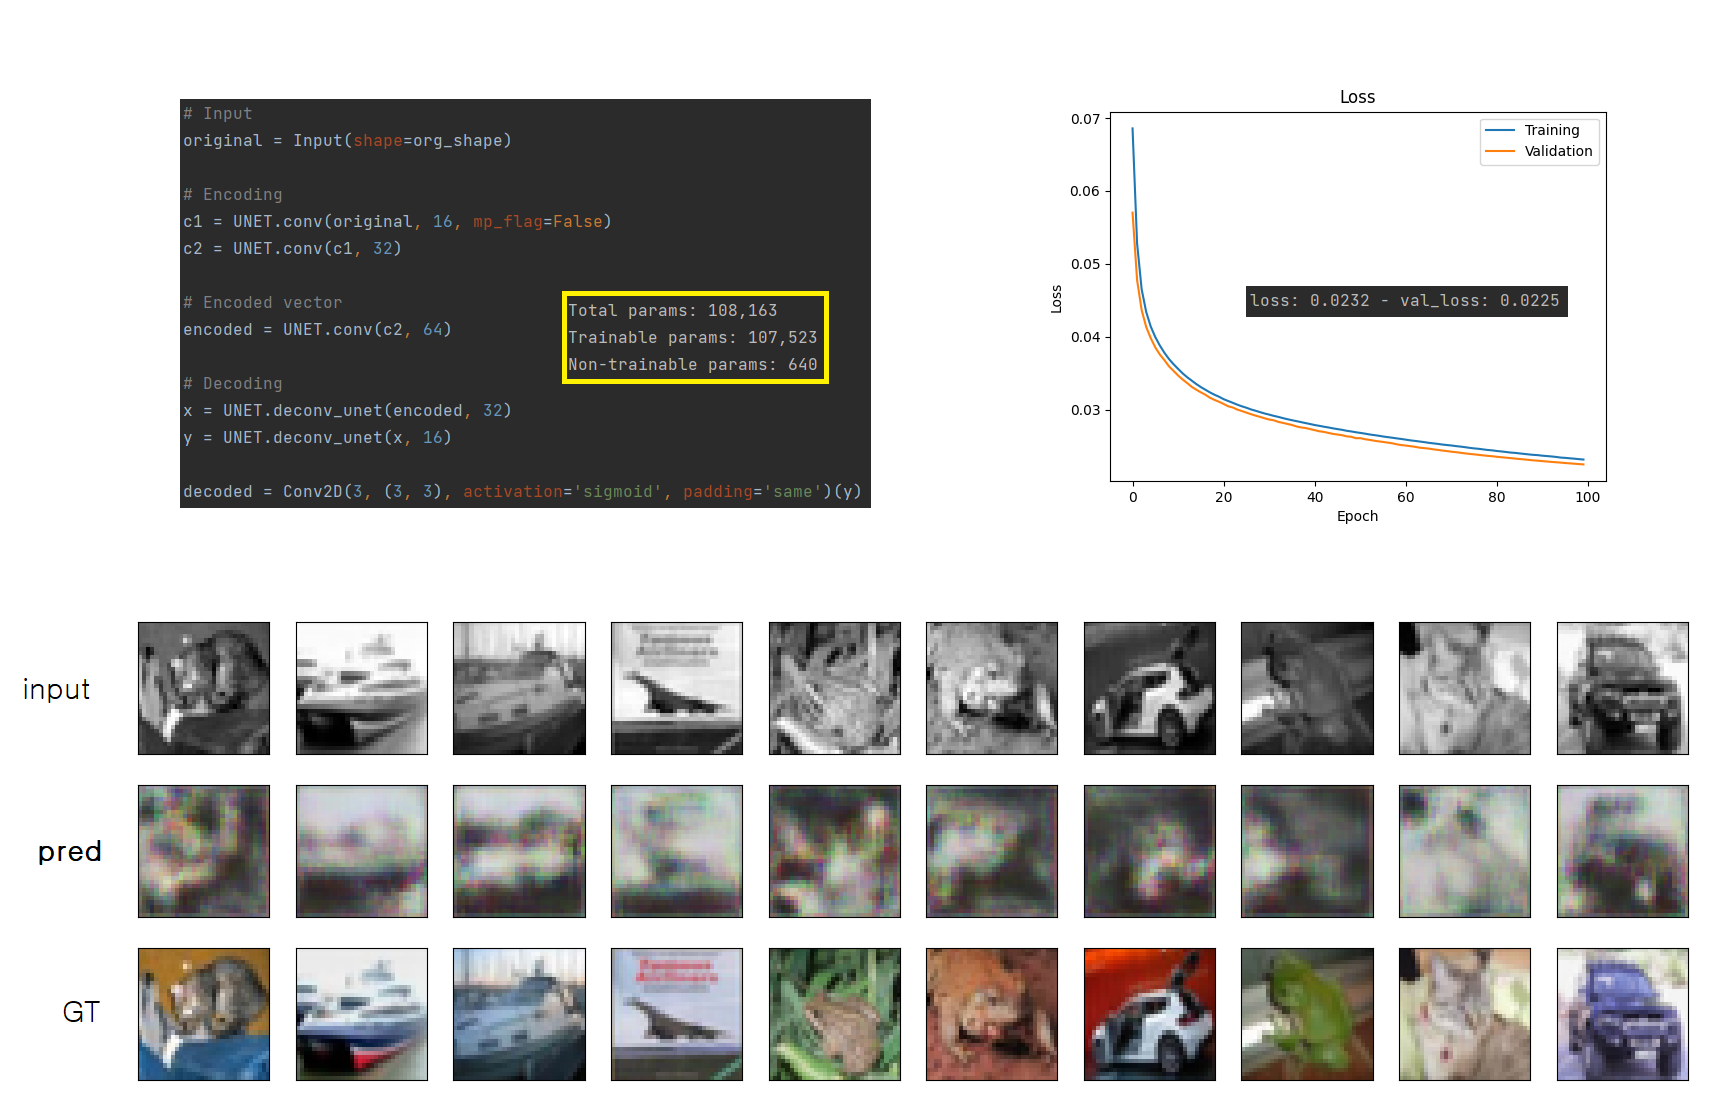 # Input
original = Input(shape=org_shape)
# Encoding
c1 = UNET.conv(original, 16, mp_flag=False)
c2 = UNET.conv(c1, 32)
# Encoded vector
encoded = UNET.conv(c2, 64)
Total params: 108,163
Trainable params: 107,523
Non-trainable params: 640
# Decoding
x = UNET.deconv_unet(encoded, 32)
y = UNET.deconv_unet(x, 16)
decoded = Conv2D(3, (3, 3), activation='sigmoid', padding='same')(y)
Loss
0.07
0.06
0.05
0.04
0.03
Loss
Training
Validation
loss: 0.0232 - val_loss: 0.0225
0 20 40 60 80 100
Epoch
input
pred
GT